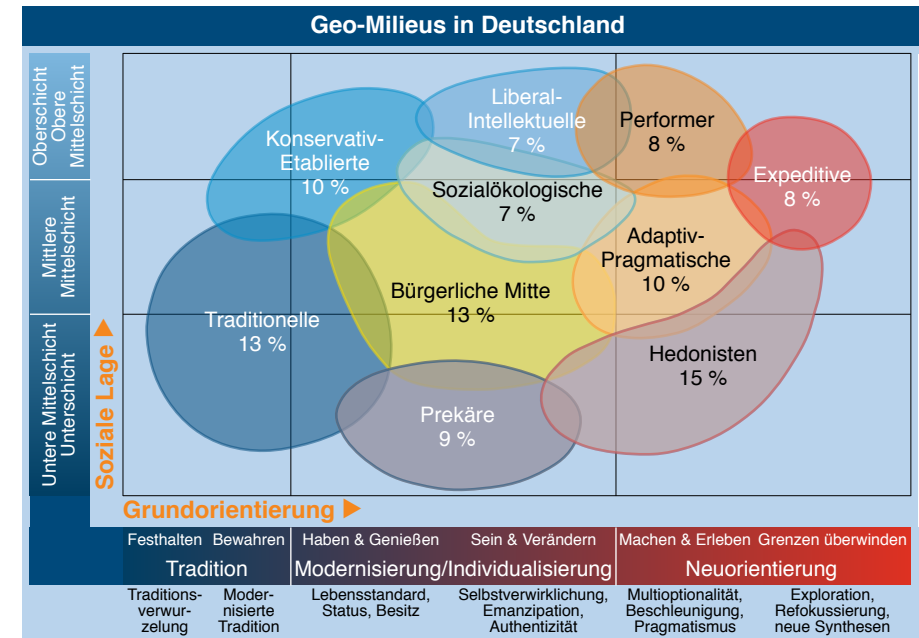 Geo-Milieus in Deutschland
Oberschicht
Obere
Mittelschicht
Mittlere
Mittelschicht
Untere Mittelschicht
Unterschicht
Soziale Lage
Liberal-
Intellektuelle
7 %
Performer
8 %
Konservativ-
Etablierte
10 %
Expeditive
8 %
Sozialökologische
7 %
Adaptiv-
Pragmatische
10 %
Bürgerliche Mitte
13 %
Traditionelle
13 %
Hedonisten
15 %
Prekäre
9 %
Grundorientierung
Festhalten Bewahren
Tradition
Haben & Genießen Sein & Verändern
Modernisierung/Individualisierung
Machen & Erleben Grenzen überwinden
Neuorientierung
Traditions-
verwur-
zelung
Moder-
nisierte
Tradition
Lebensstandard,
Status, Besitz
Selbstverwirklichung,
Emanzipation,
Authentizität
Multioptionalität,
Beschleunigung,
Pragmatismus
Exploration,
Refokussierung,
neue Synthesen